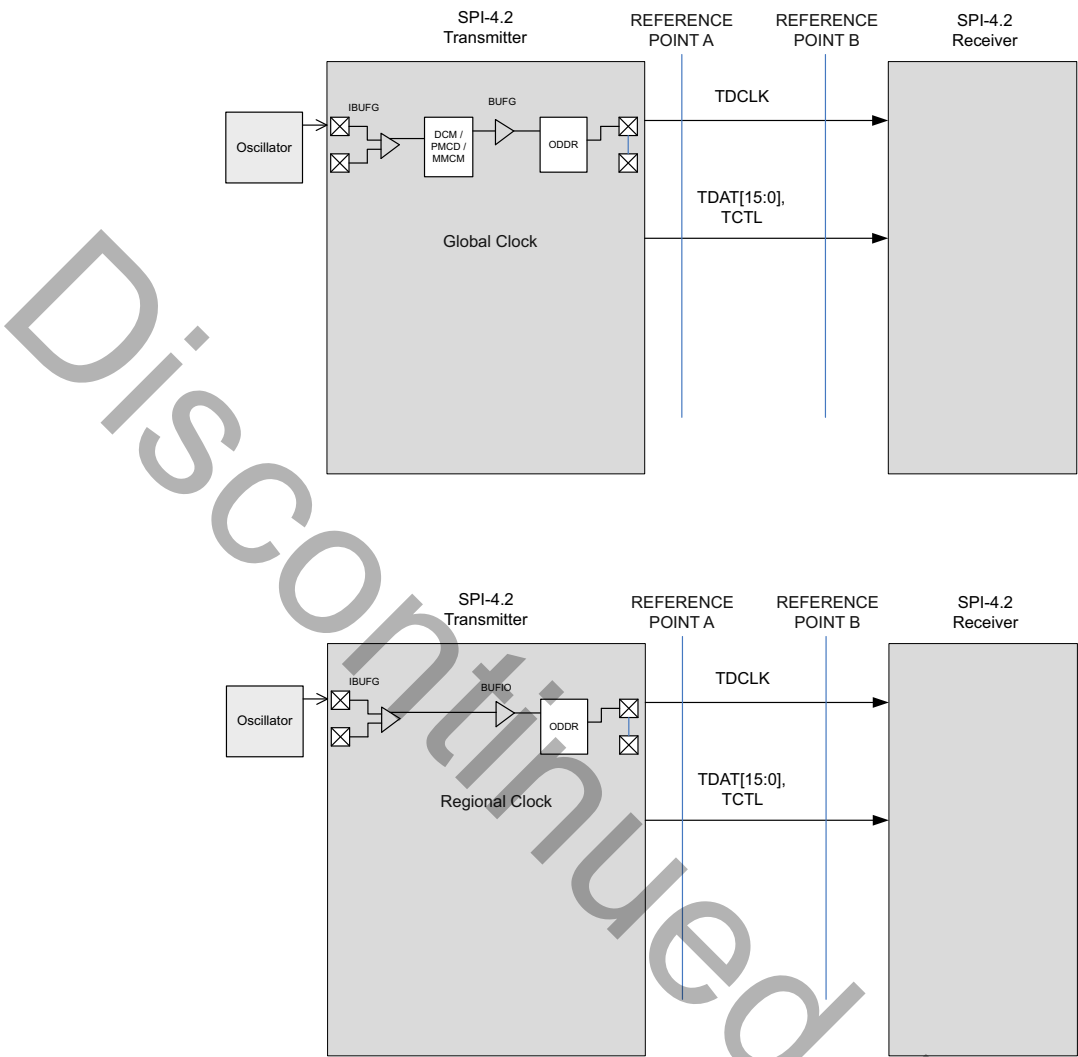 SPI-4.2
Transmitter
REFERENCE
POINT A
REFERENCE
POINT B
SPI-4.2
Receiver
Oscillator
IBUFG
DCM /
PMCD /
MMCM
BUFG
ODDR
TDCLK
TDAT[15:0],
TCTL
Global Clock
SPI-4.2
Transmitter
REFERENCE
POINT A
REFERENCE
POINT B
SPI-4.2
Receiver
Oscillator
IBUFG
BUFIO
ODDR
TDCLK
TDAT[15:0],
TCTL
Regional Clock
Discontinued